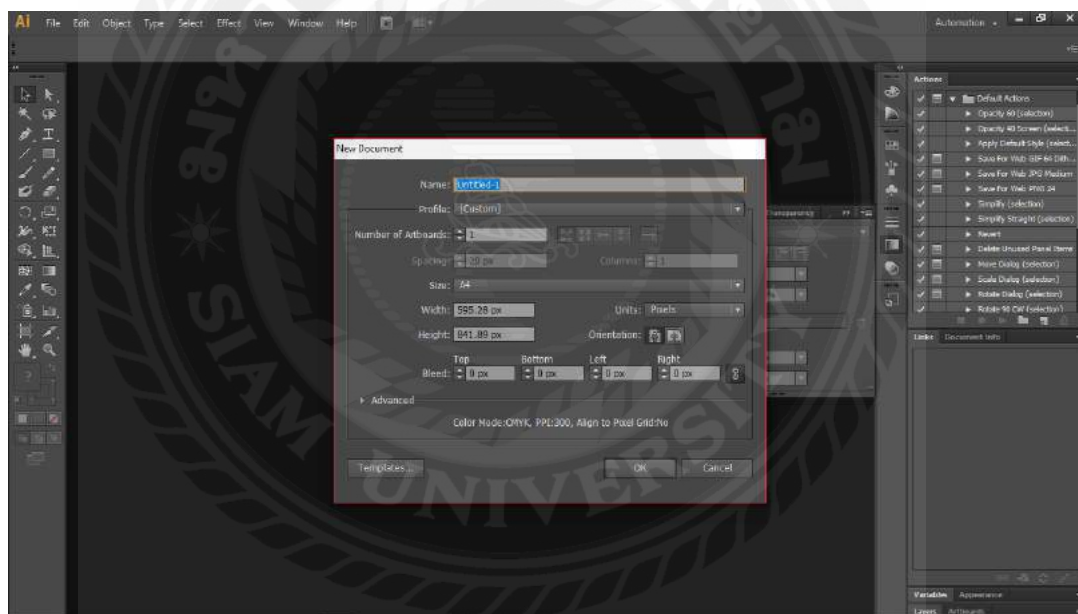 Ai File Edit Object Type Select Effect View Window Help
Automation
Actions
Default Actions
Opacity 60 (selection)
Opacity 40 Screen (selecti...
Apply Default Style (select...
Save For Web GIF 64 Dith...
Save For Web JPG Medium
Save For Web PNG 24
Simplify (selection)
Simplify Straight (selection)
Revert
Delete Unused Panel Items
Move Dialog (selection)
Scale Dialog (selection)
Rotate Dialog (selection)
Rotate 90 CW (selection)
Links Document Info
Variables Appearance
Layers Artboards
Transparency
New Document
Name: Untitled-1
Profile: [Custom]
Number of Artboards: 1
Spacing: 20 px Columns: 1
Size: A4
Width: 595.28 px Units: Pixels
Height: 841.89 px Orientation:
Top Bottom Left Right
Bleed: 0 px 0 px 0 px 0 px
Advanced
Color Mode:CMYK, PPI:300, Align to Pixel Grid:No
Templates... OK Cancel
SIAM UNIVERSITY